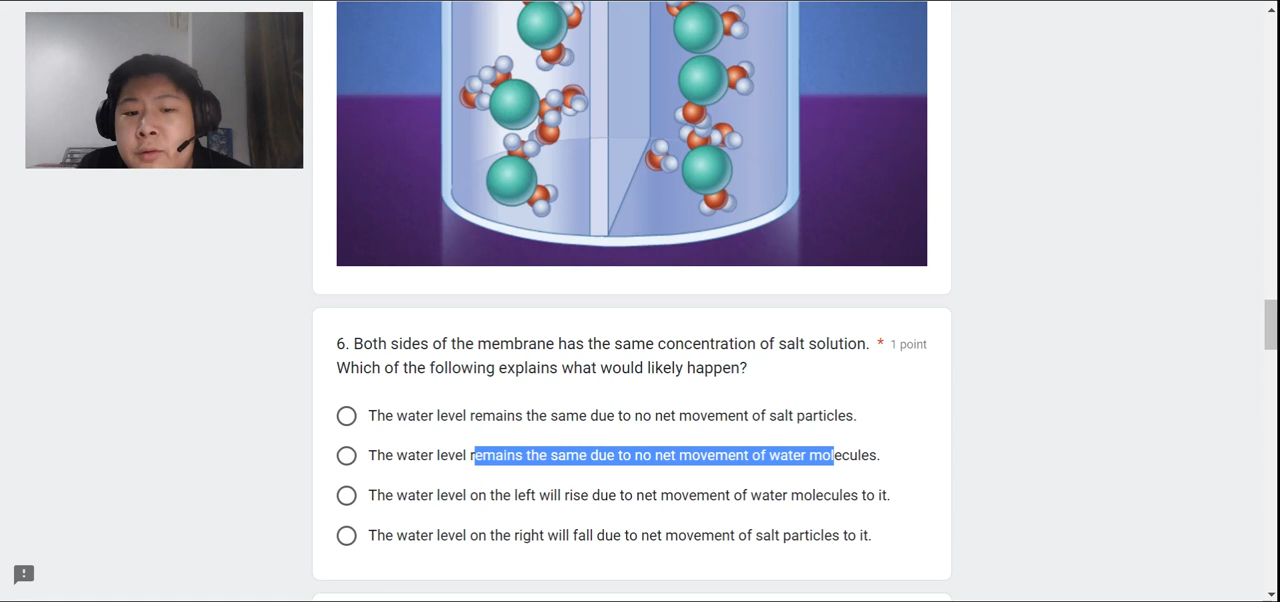 6. Both sides of the membrane has the same concentration of salt solution. * 1 point
Which of the following explains what would likely happen?
The water level remains the same due to no net movement of salt particles.
The water level remains the same due to no net movement of water molecules.
The water level on the left will rise due to net movement of water molecules to it.
The water level on the right will fall due to net movement of salt particles to it.